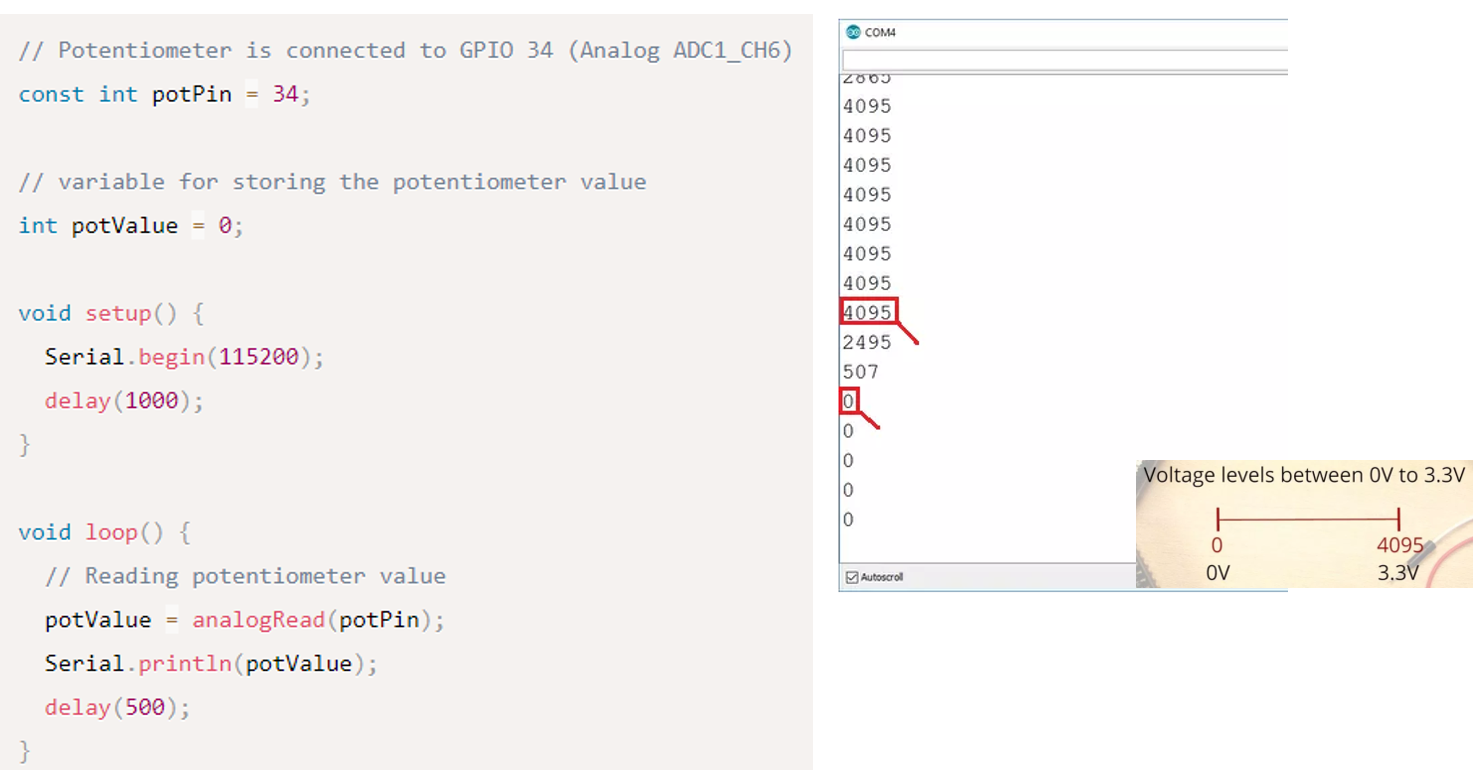 // Potentiometer is connected to GPIO 34 (Analog ADC1_CH6)
const int potPin = 34;
// variable for storing the potentiometer value
int potValue = 0;
void setup() {
Serial.begin(115200);
delay(1000);
}
void loop() {
// Reading potentiometer value
potValue = analogRead(potPin);
Serial.println(potValue);
delay(500);
}
COM4
2865
4095
4095
4095
4095
4095
4095
4095
4095
2495
507
0
0
0
0
0
Autoscroll
Voltage levels between 0V to 3.3V
0 4095
0V 3.3V